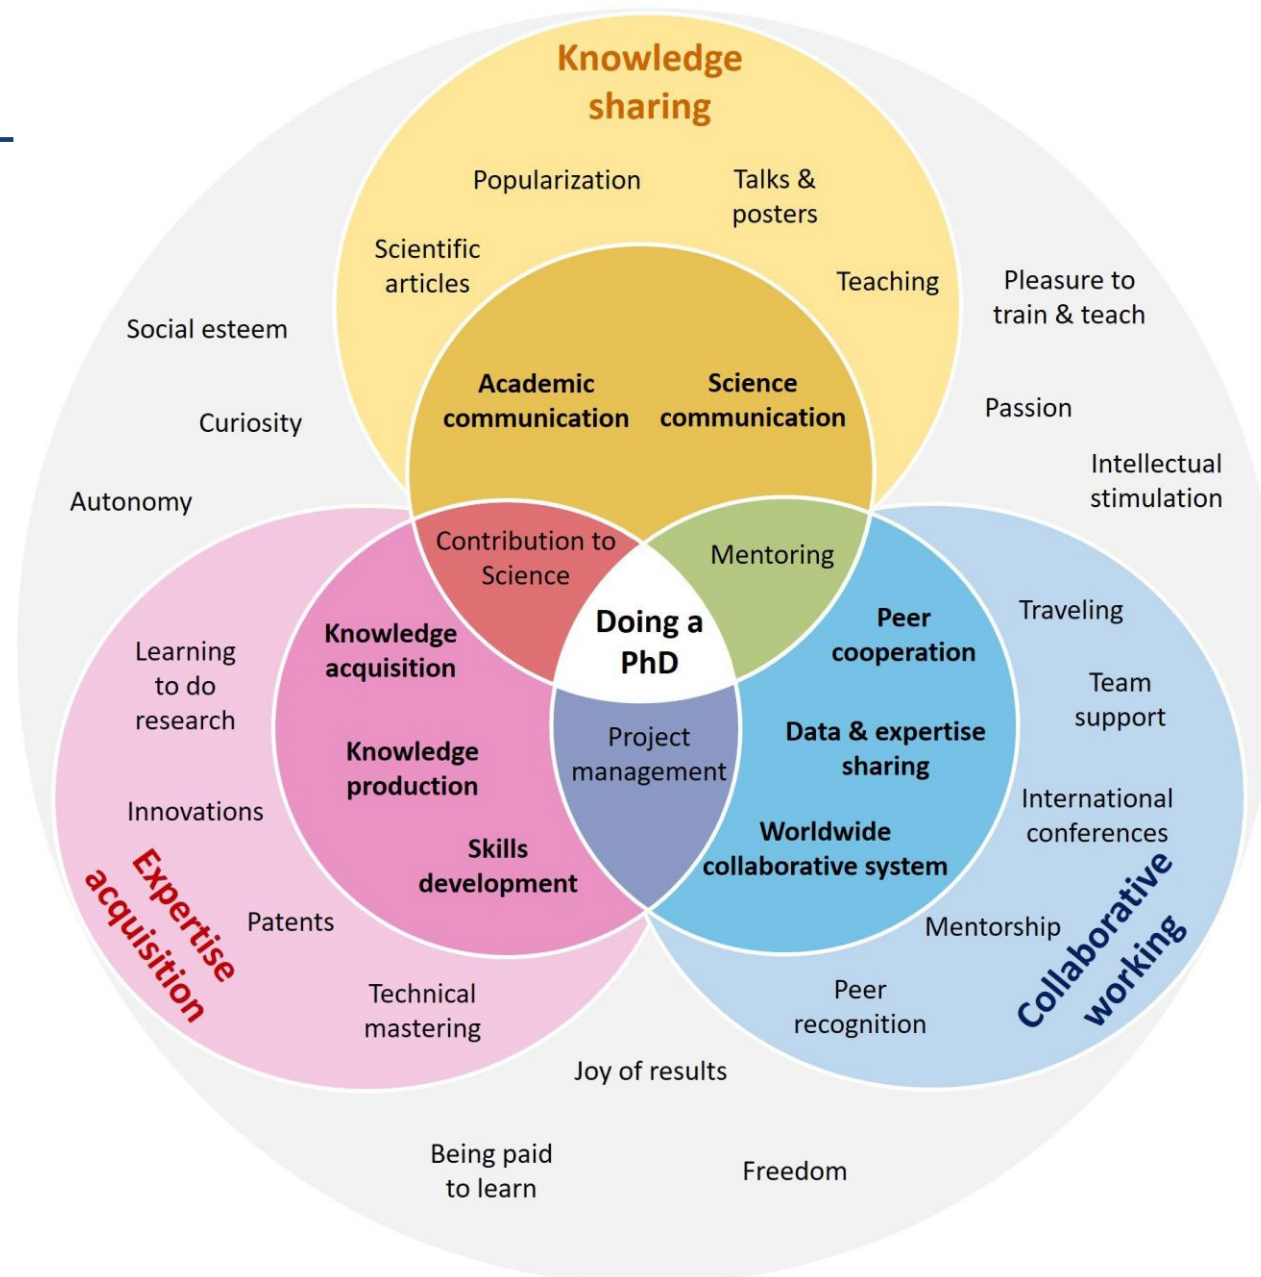 Knowledge
sharing
Popularization
Talks &
posters
Scientific
articles
Teaching
Pleasure to
train & teach
Social esteem
Academic
communication
Science
communication
Passion
Curiosity
Intellectual
stimulation
Autonomy
Contribution to
Science
Mentoring
Doing a
PhD
Knowledge
acquisition
Peer
cooperation
Traveling
Learning
to do
research
Team
support
Knowledge
production
Project
management
Data & expertise
sharing
Innovations
International
conferences
Skills
development
Worldwide
collaborative system
Expertise
acquisition
Patents
Mentorship
Collaborative
working
Technical
mastering
Peer
recognition
Joy of results
Being paid
to learn
Freedom